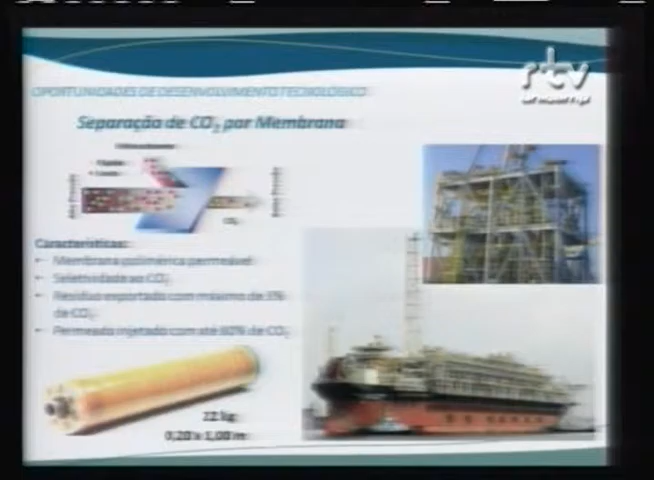 rtv
OPORTUNIDADES DE DESENVOLVIMENTO TECNOLÓGICO
Separação de CO2 por Membrana
CO2
Características:
- Membrana polimérica permeável
- Seletividade ao CO2
- Resíduo exportado com máximo de 3%
de CO2
- Permeado injetado com até 80% de CO2
22 kg
0,20 x 1,00 m